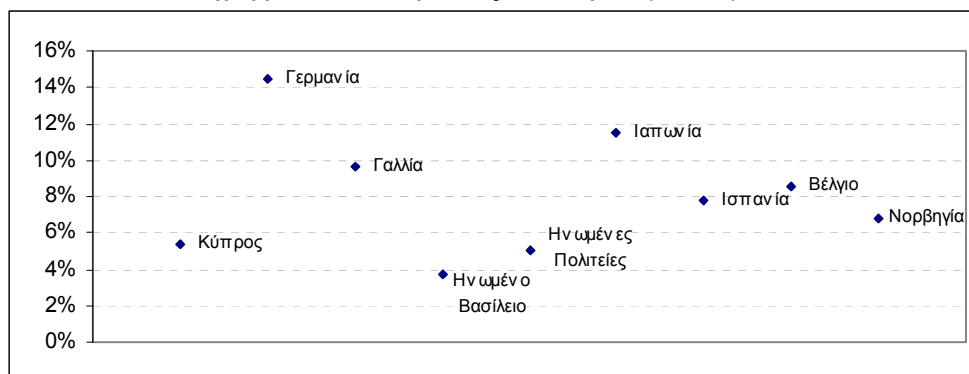 16%
14%
12%
10%
8%
6%
4%
2%
0%
Κύπρος
Γερμανία
Γαλλία
Ηνωμένο
Βασίλειο
Ηνωμένες
Πολιτείες
Ιαπωνία
Ισπανία
Βέλγιο
Νορβηγία